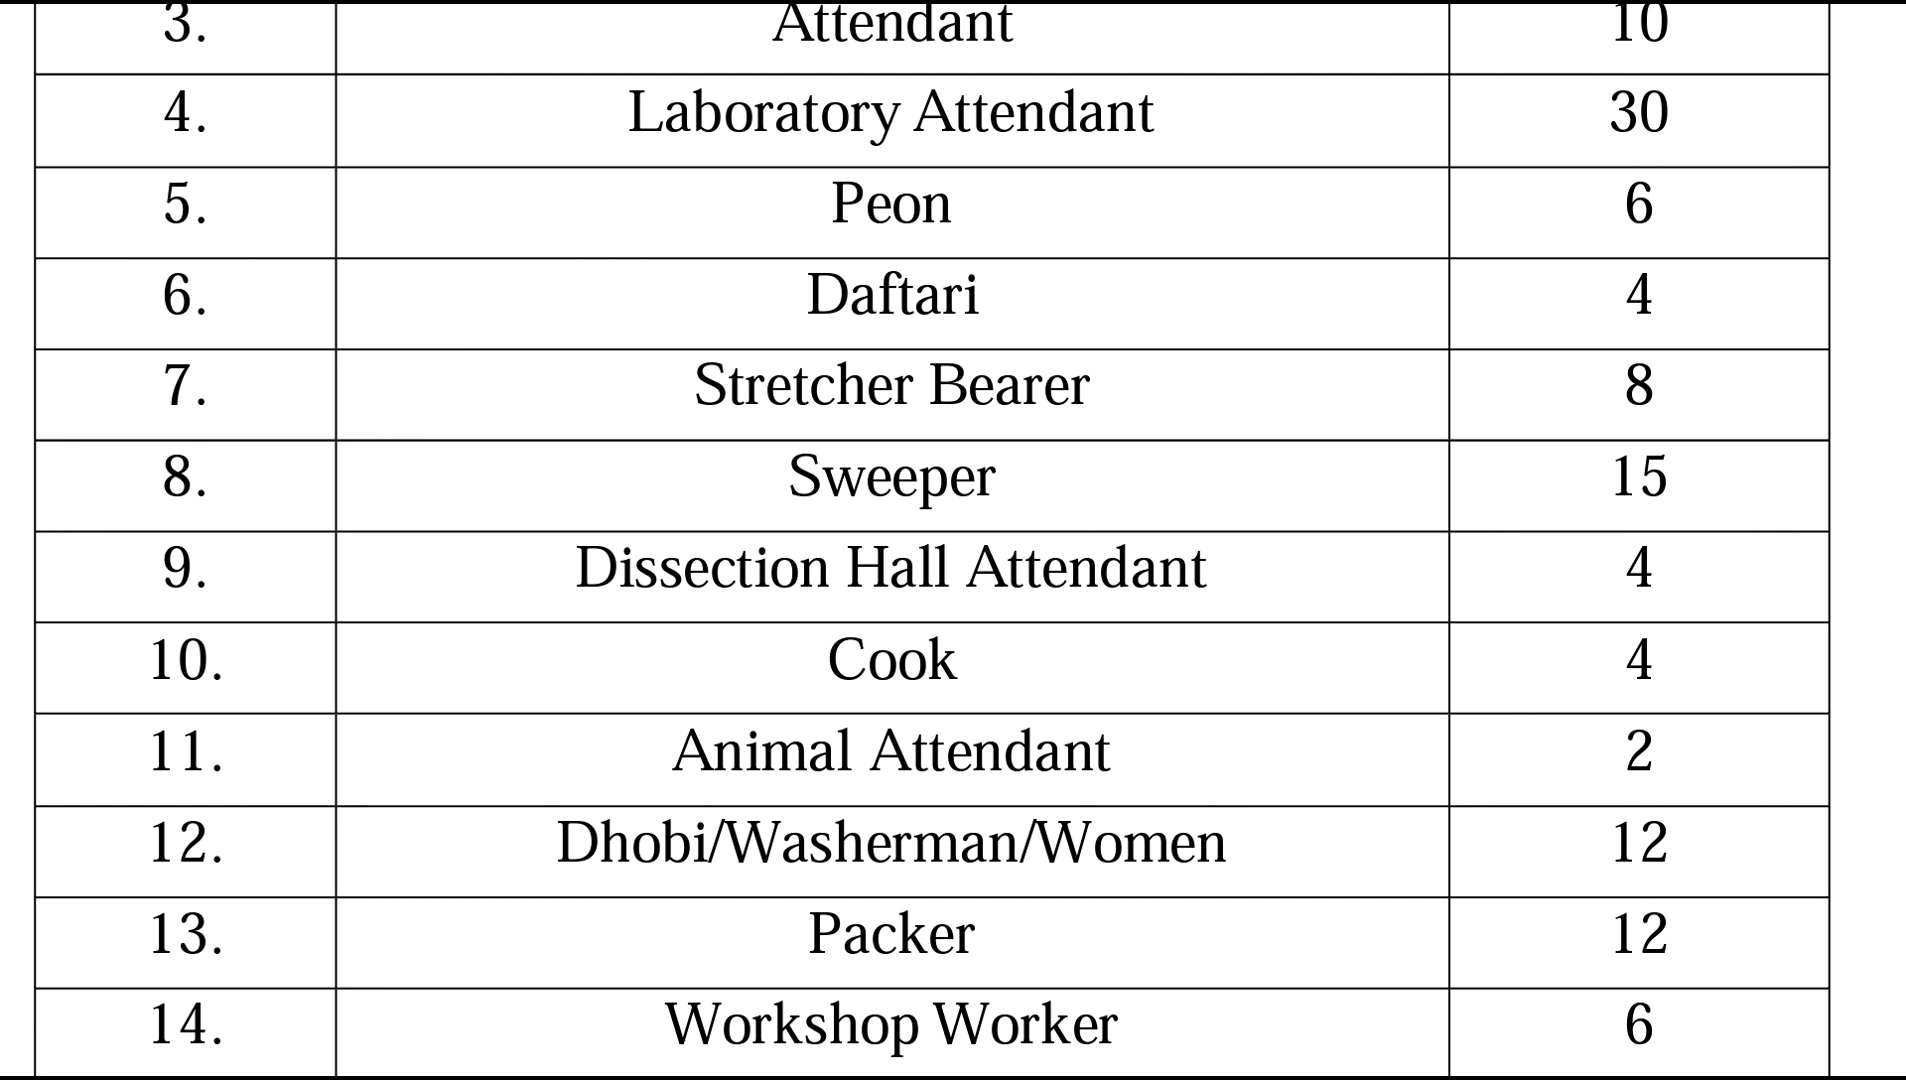 3. Attendant 10
4. Laboratory Attendant 30
5. Peon 6
6. Daftari 4
7. Stretcher Bearer 8
8. Sweeper 15
9. Dissection Hall Attendant 4
10. Cook 4
11. Animal Attendant 2
12. Dhobi/Washerman/Women 12
13. Packer 12
14. Workshop Worker 6